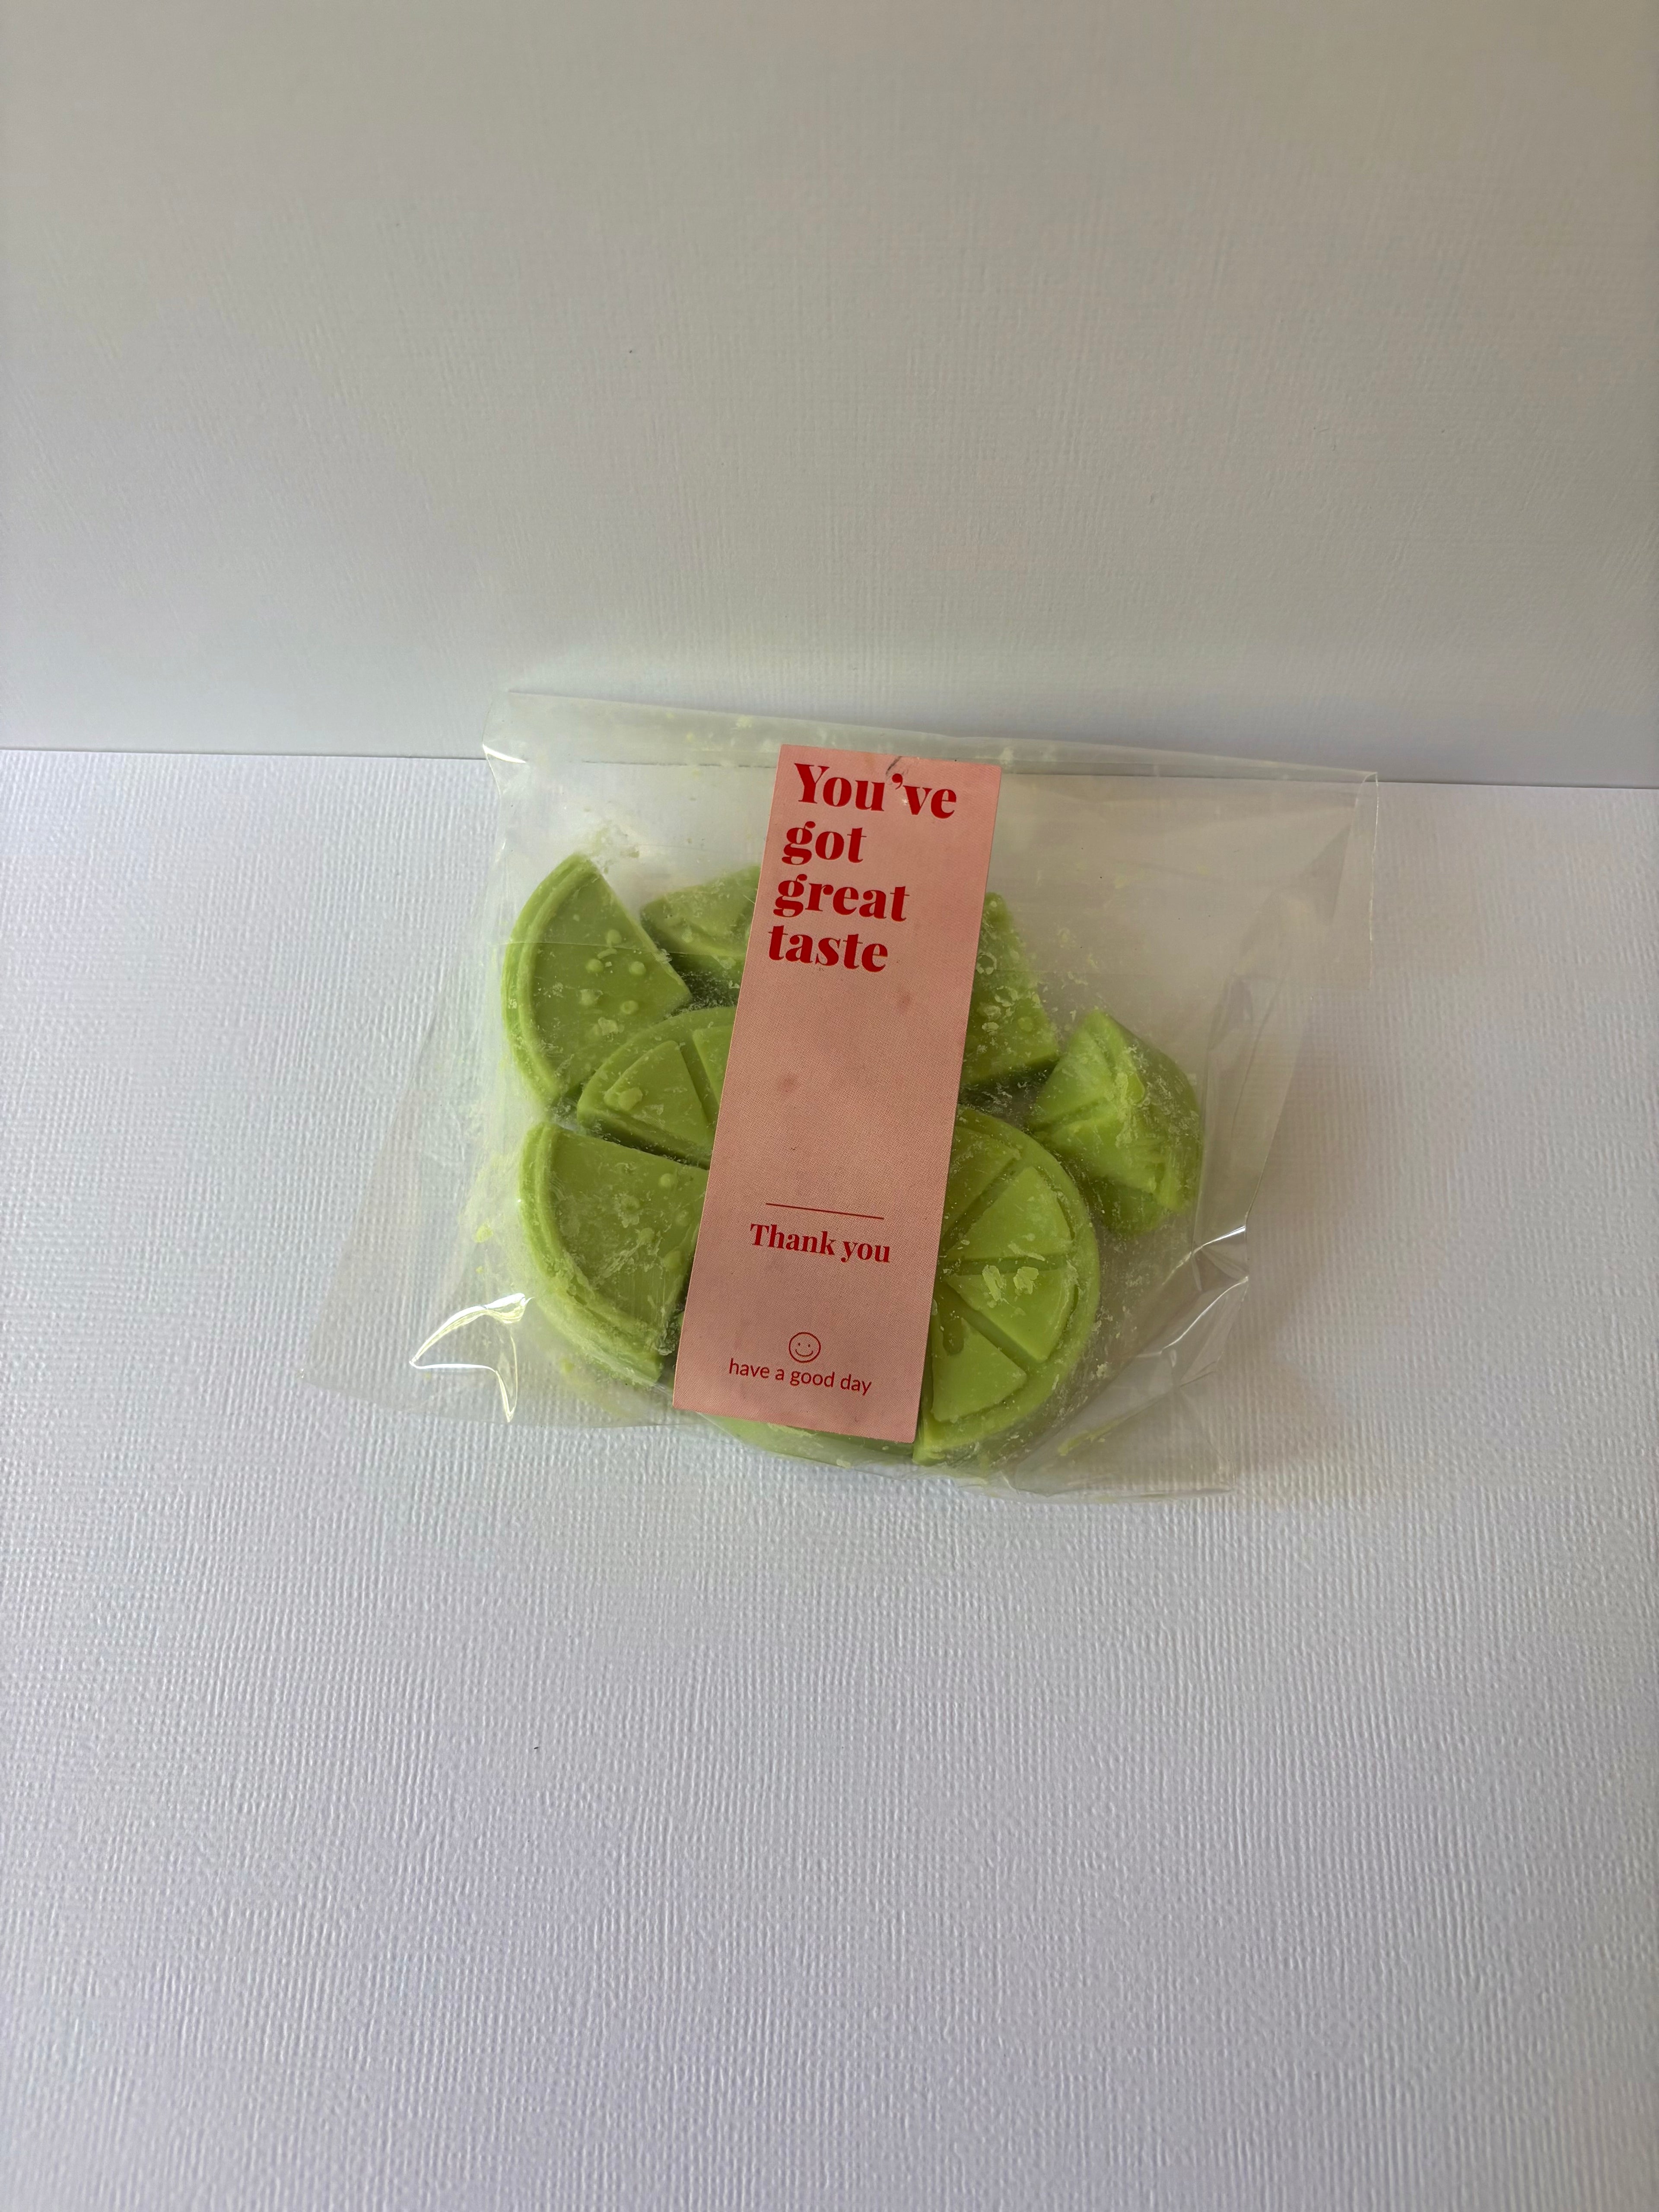 You’ve
got
great
taste
Thank you
have a good day